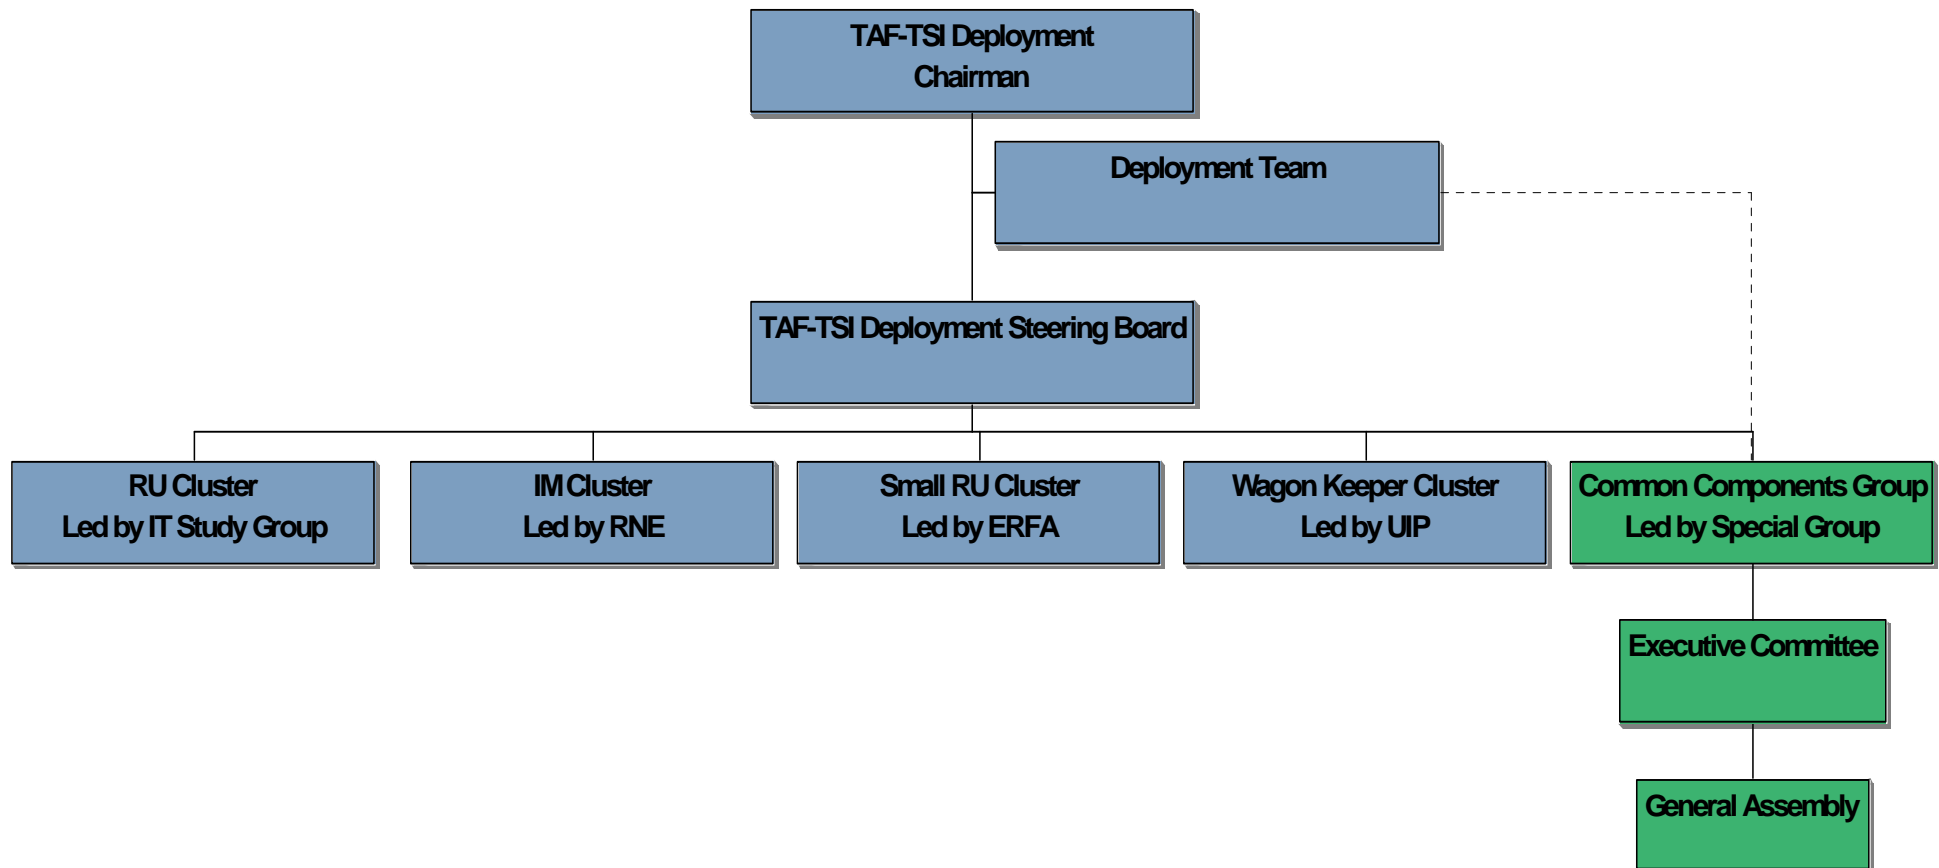 TAF-TSI Deployment
Chairman
Deployment Team
TAF-TSI Deployment Steering Board
RU Cluster
Led by IT Study Group
IM Cluster
Led by RNE
Small RU Cluster
Led by ERFA
Wagon Keeper Cluster
Led by UIP
Common Components Group
Led by Special Group
Executive Committee
General Assembly